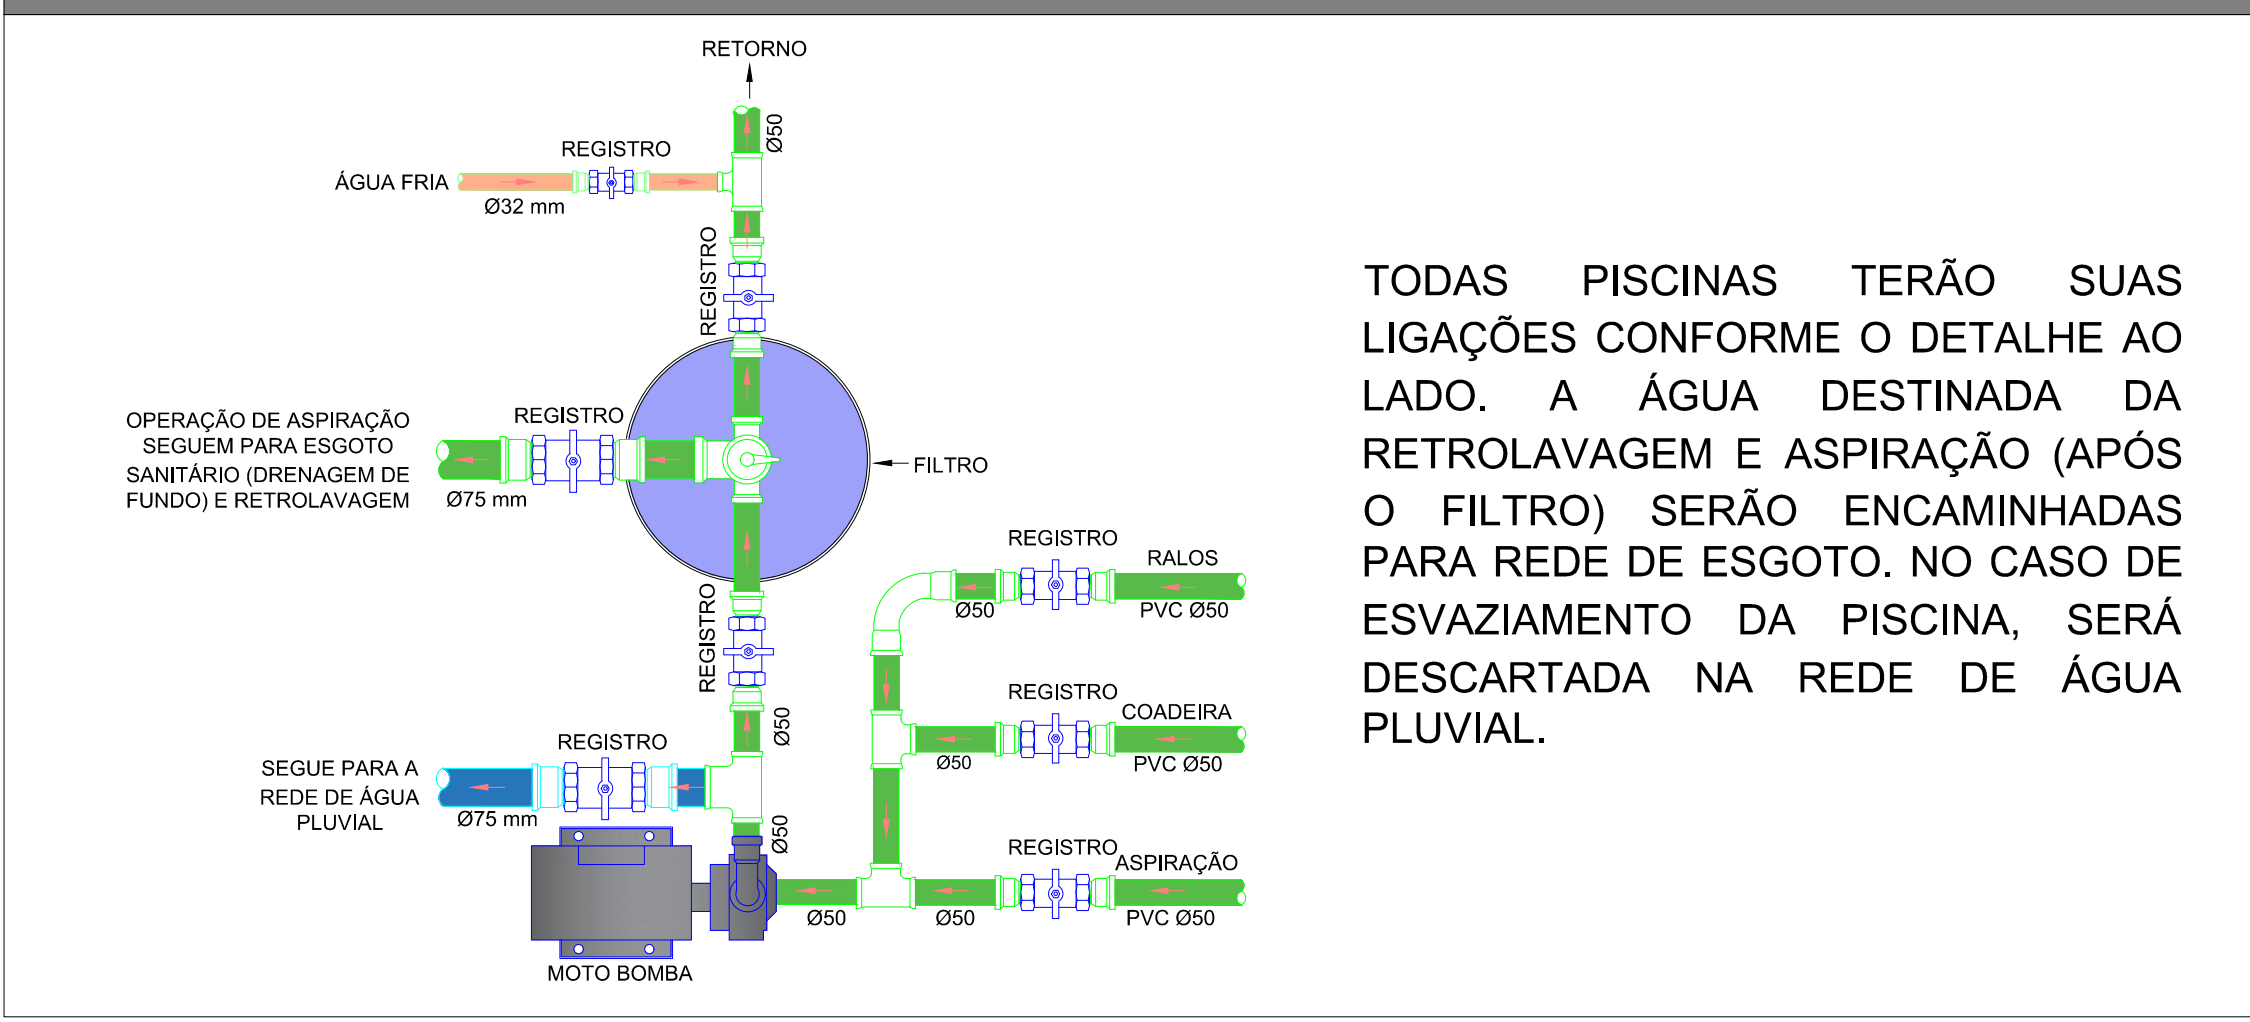 RETORNO
Ø50
REGISTRO
ÁGUA FRIA
Ø32 mm
REGISTRO
OPERAÇÃO DE ASPIRAÇÃO
SEGUEM PARA ESGOTO
SANITÁRIO (DRENAGEM DE
FUNDO) E RETROLAVAGEM
REGISTRO
Ø75 mm
FILTRO
REGISTRO
Ø50
REGISTRO
SEGUE PARA A
REDE DE ÁGUA
PLUVIAL
Ø75 mm
Ø50
MOTO BOMBA
REGISTRO
RALOS
Ø50
PVC Ø50
REGISTRO
COADEIRA
Ø50
PVC Ø50
REGISTRO
ASPIRAÇÃO
Ø50
Ø50
PVC Ø50
TODAS PISCINAS TERÃO SUAS
LIGAÇÕES CONFORME O DETALHE AO
LADO. A ÁGUA DESTINADA DA
RETROLAVAGEM E ASPIRAÇÃO (APÓS
O FILTRO) SERÃO ENCAMINHADAS
PARA REDE DE ESGOTO. NO CASO DE
ESVAZIAMENTO DA PISCINA, SERÁ
DESCARTADA NA REDE DE ÁGUA
PLUVIAL.